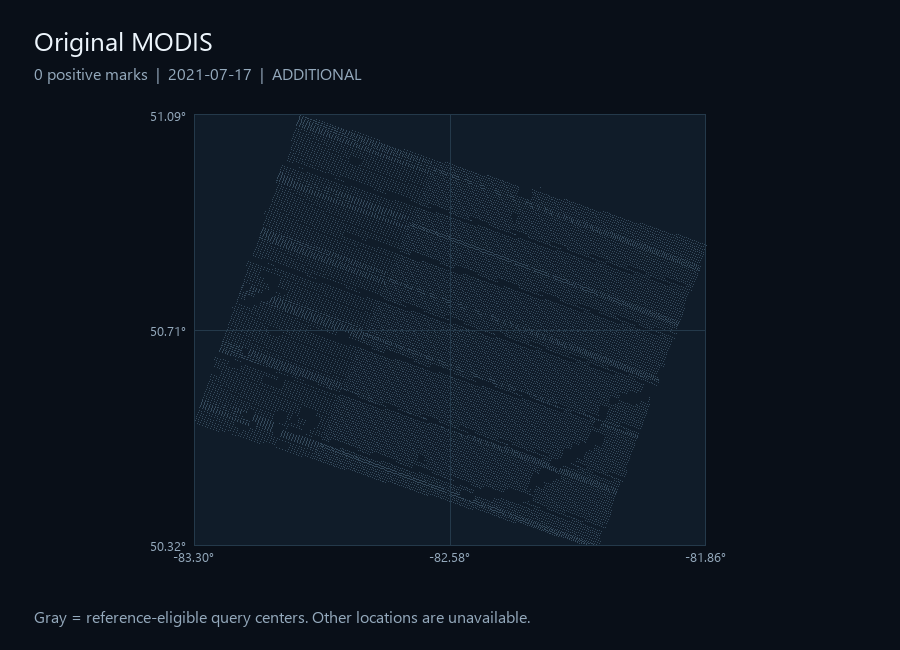 Original MODIS
0 positive marks | 2021-07-17 | ADDITIONAL
51.09°
50.71°
50.32°
-83.30°
-82.58°
-81.86°
Gray = reference-eligible query centers. Other locations are unavailable.